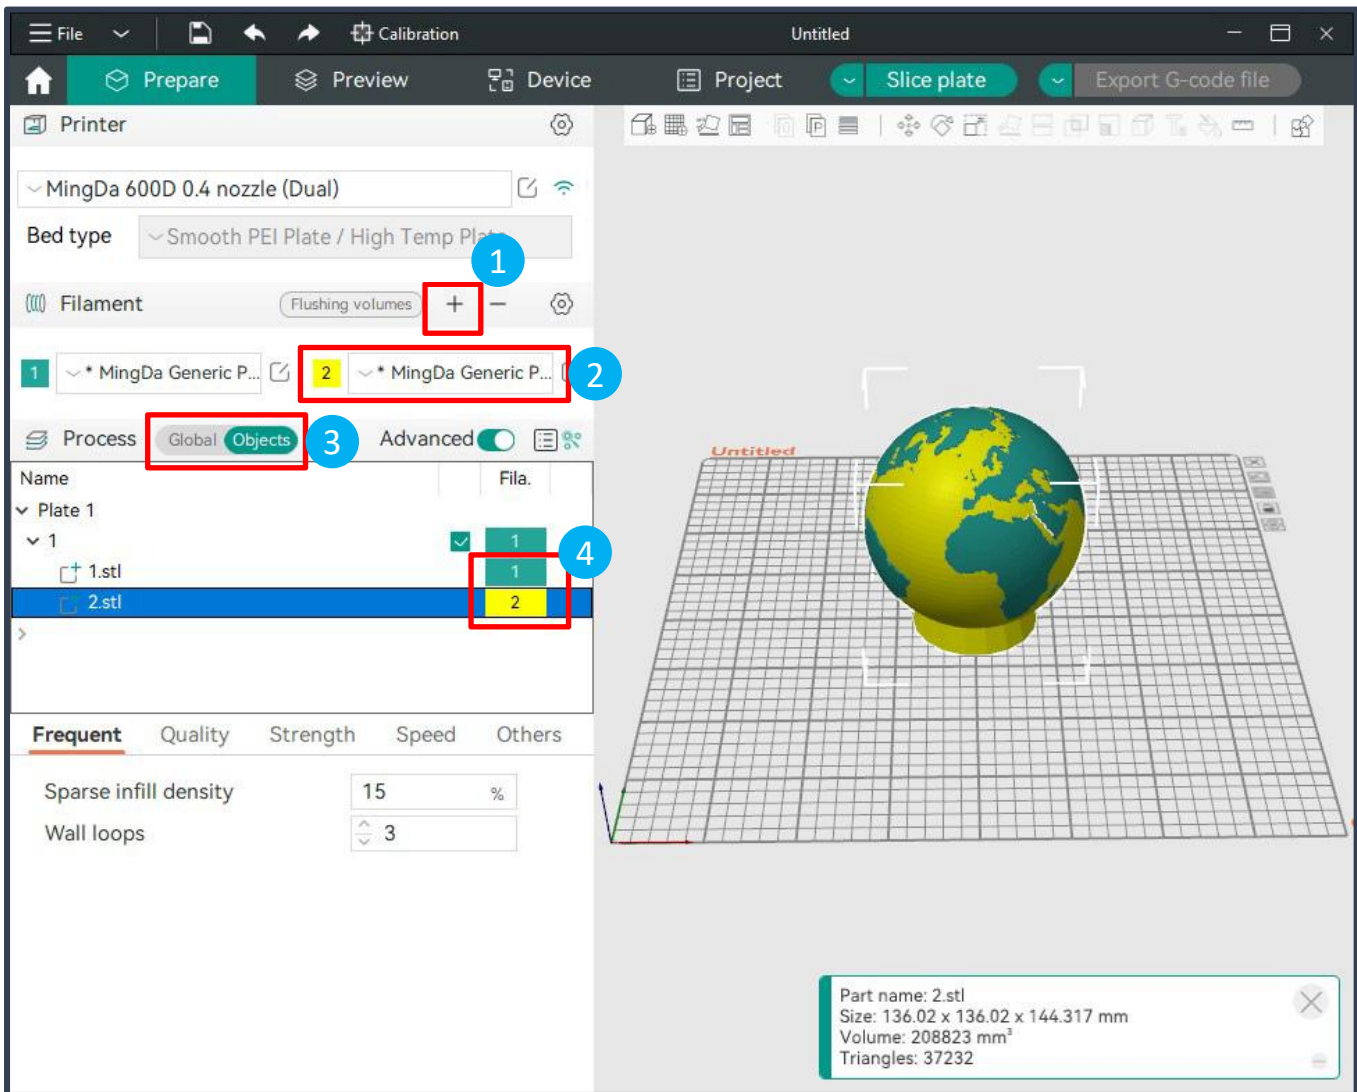 File
Calibration
Untitled
Prepare
Preview
Device
Project
Slice plate
Export G-code file
Printer
MingDa 600D 0.4 nozzle (Dual)
Bed type
Smooth PEI Plate / High Temp
1
Filament
Flushing volumes
1
* MingDa Generic P...
2
* MingDa Generic P...
2
Process
Global
Objects
3
Advanced
Name
Fila.
Plate 1
1
1
4
1.stl
1
2.stl
2
Untitled
Frequent
Quality
Strength
Speed
Others
Sparse infill density
15
%
Wall loops
3
Part name: 2.stl
Size: 136.02 x 136.02 x 144.317 mm
Volume: 208823 mm³
Triangles: 37232